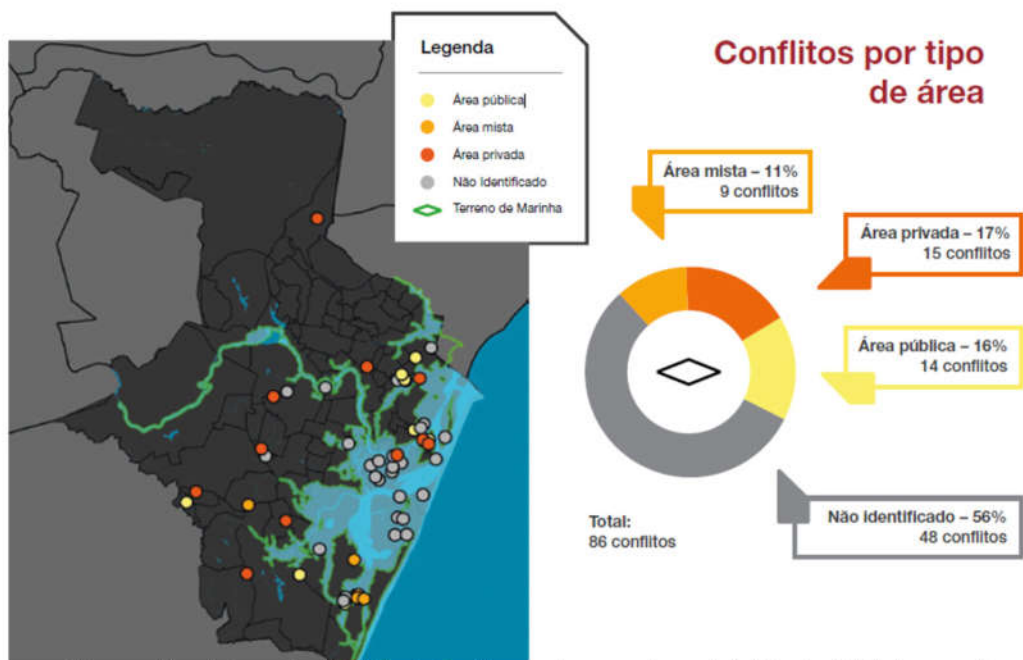 Legenda
Área pública
Área mista
Área privada
Não Identificado
Terreno de Marinha
Conflitos por tipo
de área
Área mista – 11%
9 conflitos
Área privada – 17%
15 conflitos
Área pública – 16%
14 conflitos
Não identificado – 56%
48 conflitos
Total:
86 conflitos